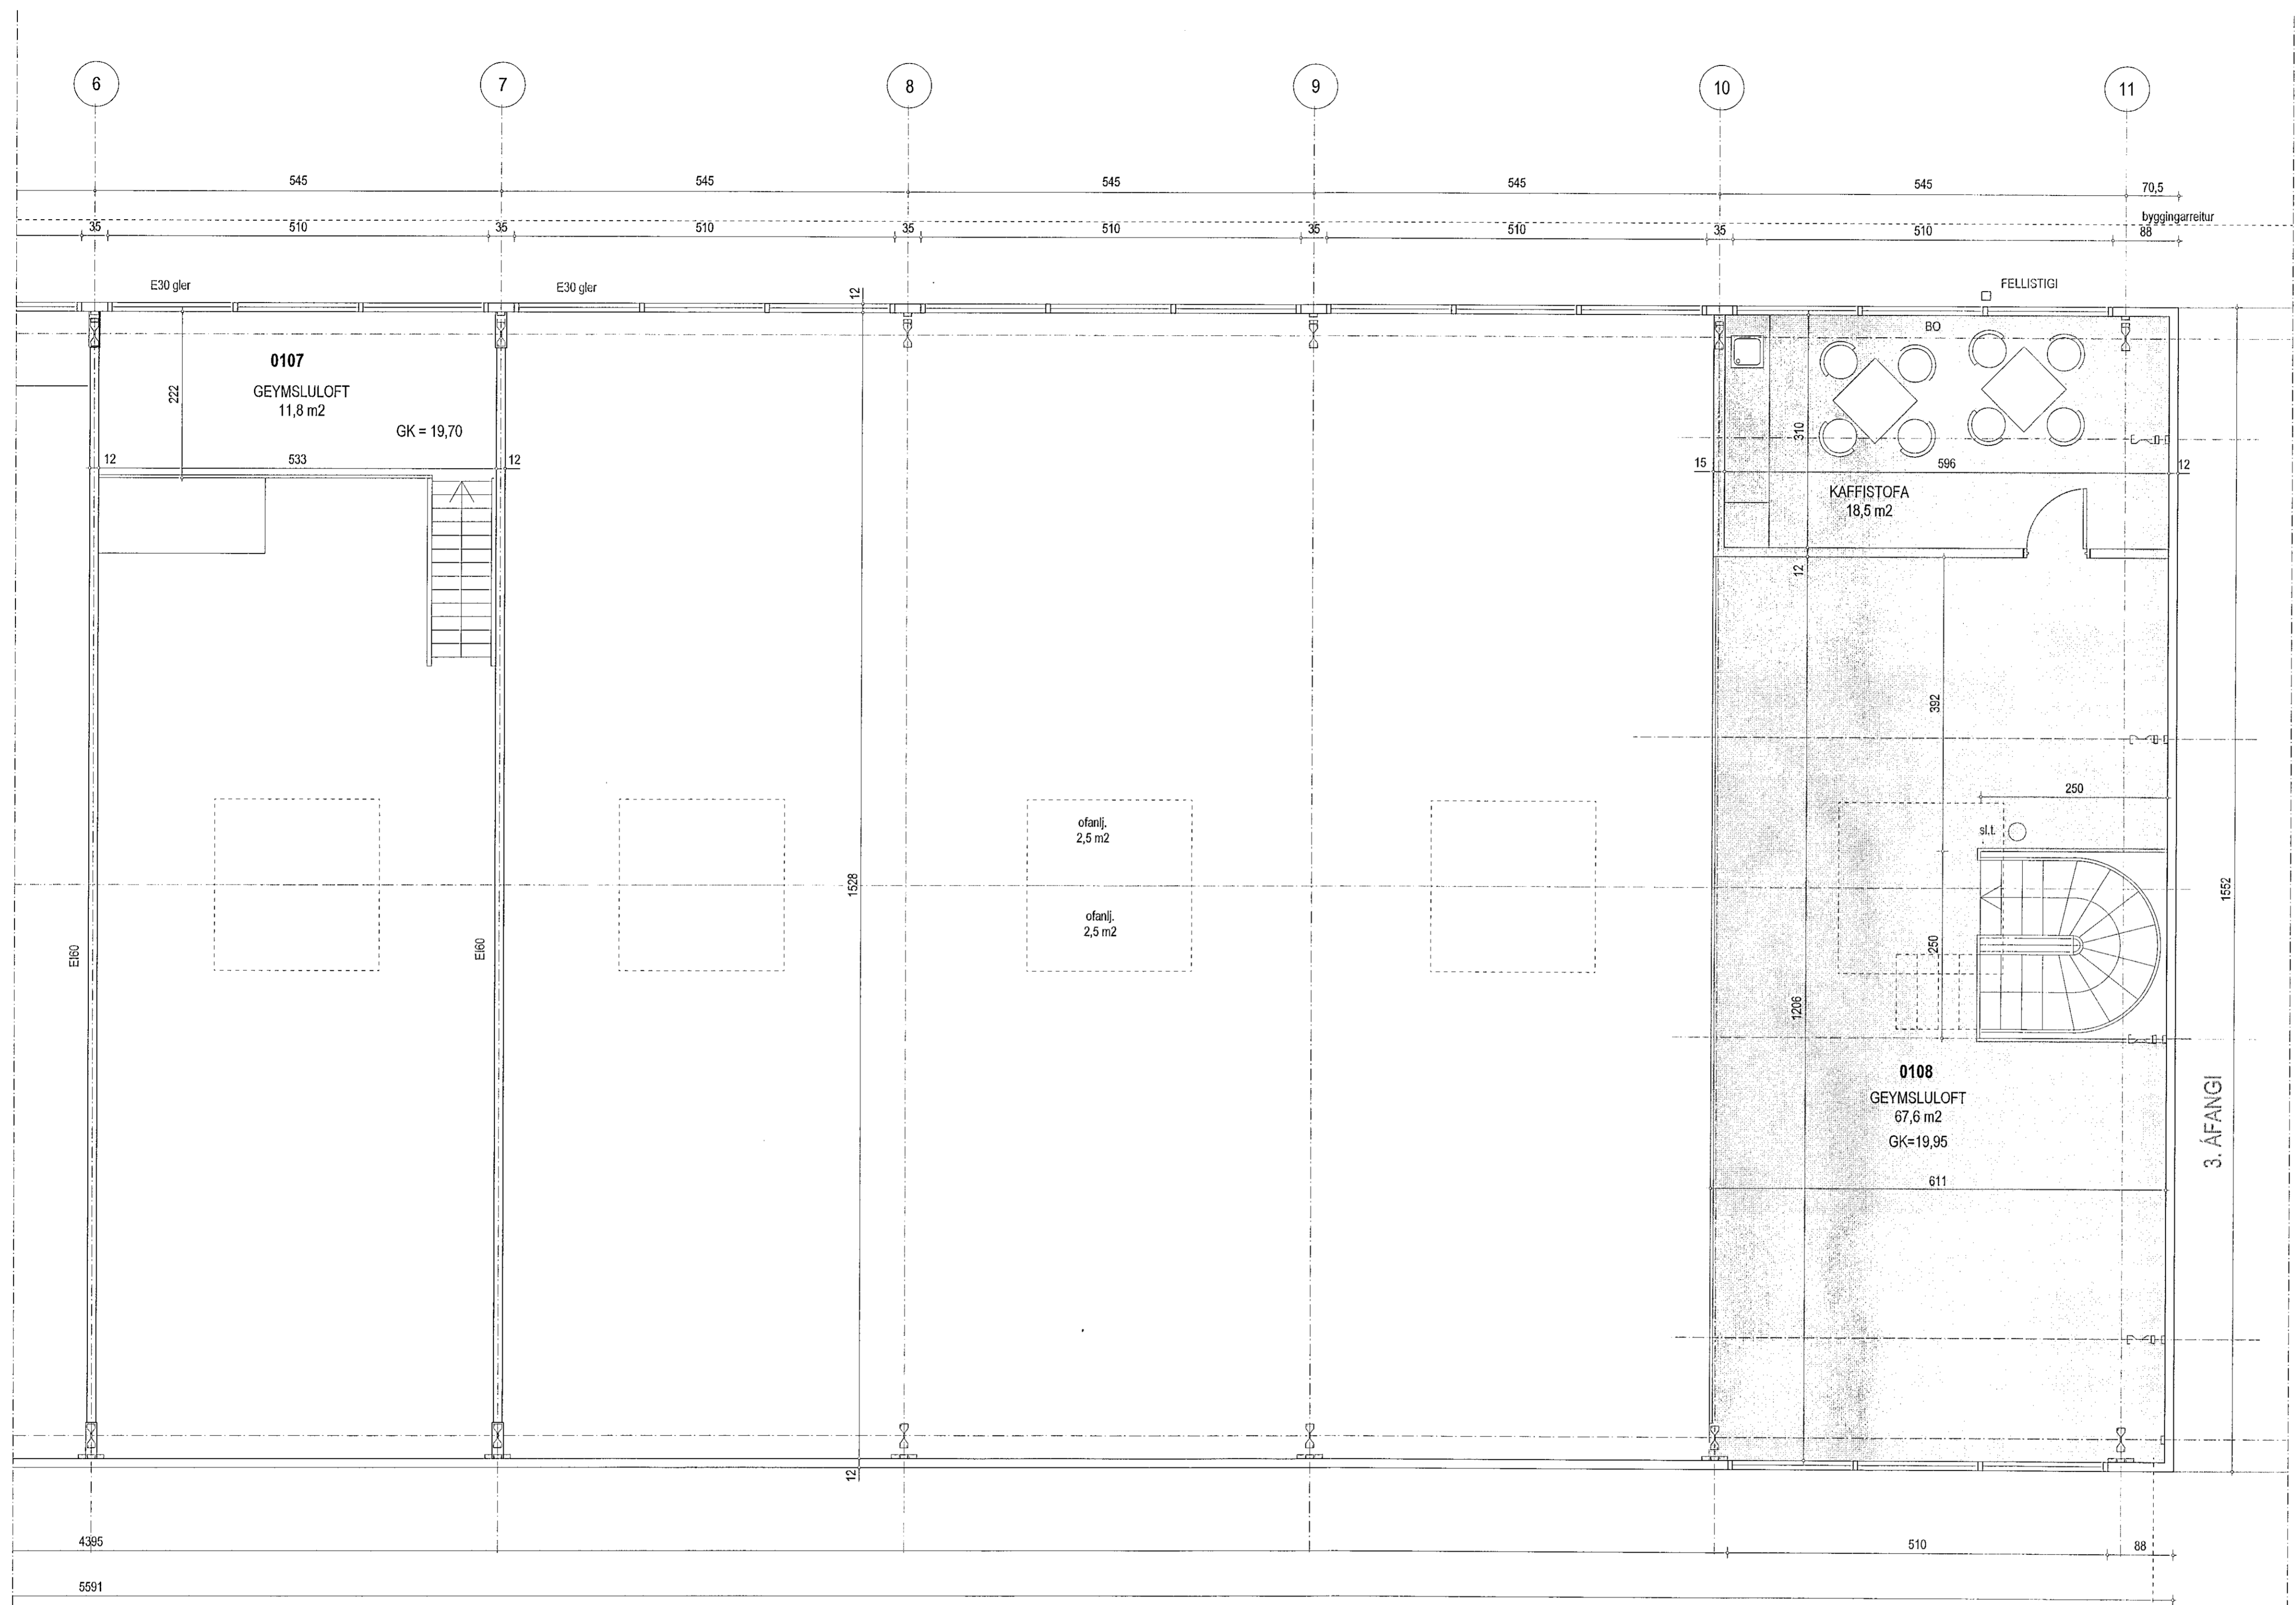 6 7 8 9 10 11
545 545 545 545 545 70,5
byggingarreitur
35 510 35 510 35 510 35 510 35 510 88
E30 gler E30 gler 12 FELLISTIGI
BO
0107
GEYMSLULOFT
11,8 m2
222
GK = 19,70
310
12 533 12
15 596 12
KAFFISTOFA
18,5 m2
12
392
250
ofanlj.
2,5 m2
sl.t.
1528
1552
ofanlj.
2,5 m2
EI60 EI60
250
1206
0108
GEYMSLULOFT
67,6 m2
GK=19,95
3. ÁFANGI
611
12
4395
510 88
5591